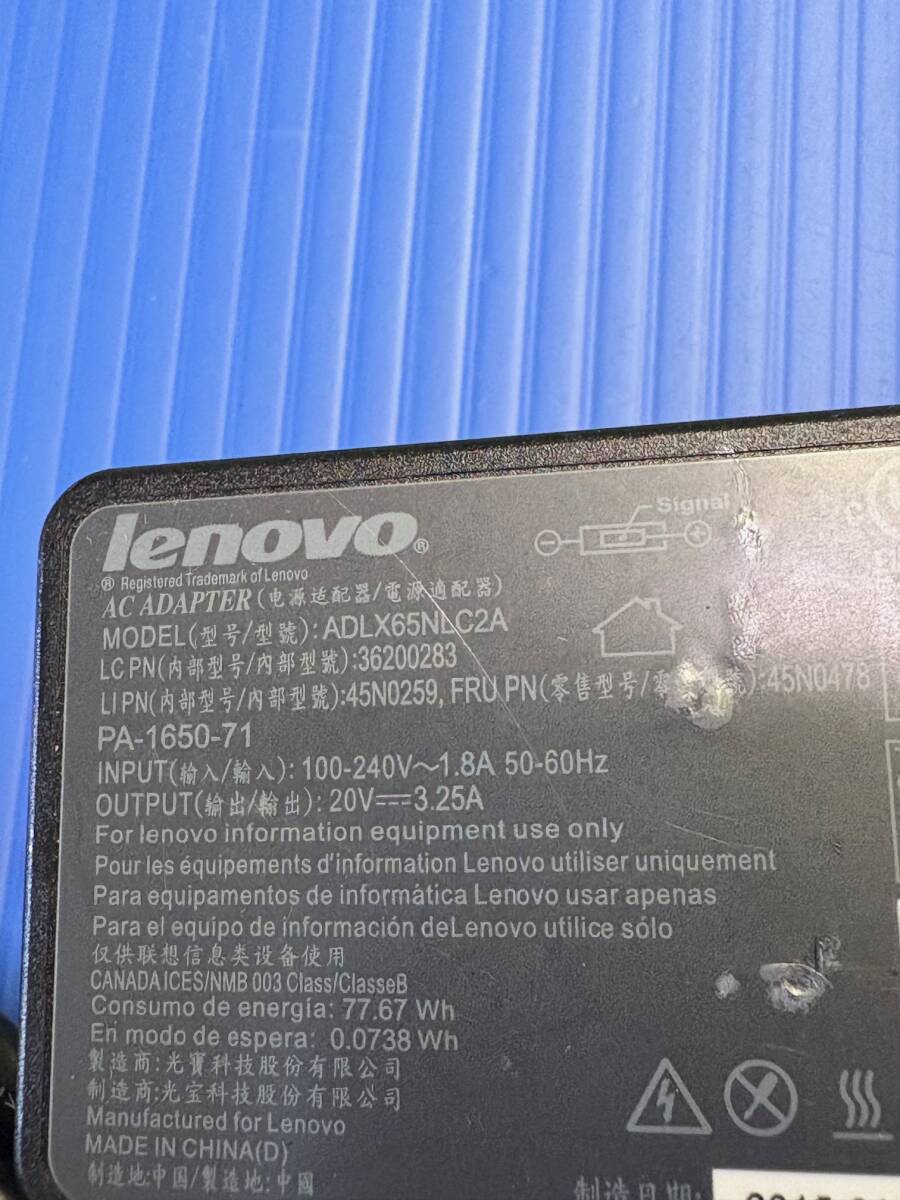 lenovo®
Signal
® Registered Trademark of Lenovo
AC ADAPTER(电源适配器/電源適配器)
MODEL(型号/型號): ADLX65NLC2A
LC PN(内部型号/內部型號):36200283
LI PN(内部型号/內部型號):45N0259, FRU PN(零售型号/零 號):45N0478
PA-1650-71
INPUT(输入/輸入): 100-240V～1.8A 50-60Hz
OUTPUT(输出/輸出): 20V⎓3.25A
For lenovo information equipment use only
Pour les équipements d'information Lenovo utiliser uniquement
Para equipamentos de informática Lenovo usar apenas
Para el equipo de información deLenovo utilice sólo
仅供联想信息类设备使用
CANADA ICES/NMB 003 Class/ClasseB
Consumo de energía: 77.67 Wh
En modo de espera: 0.0738 Wh
製造商:光寶科技股份有限公司
制造商:光宝科技股份有限公司
Manufactured for Lenovo
MADE IN CHINA(D)
制造地:中国/製造地:中國
制造日期: